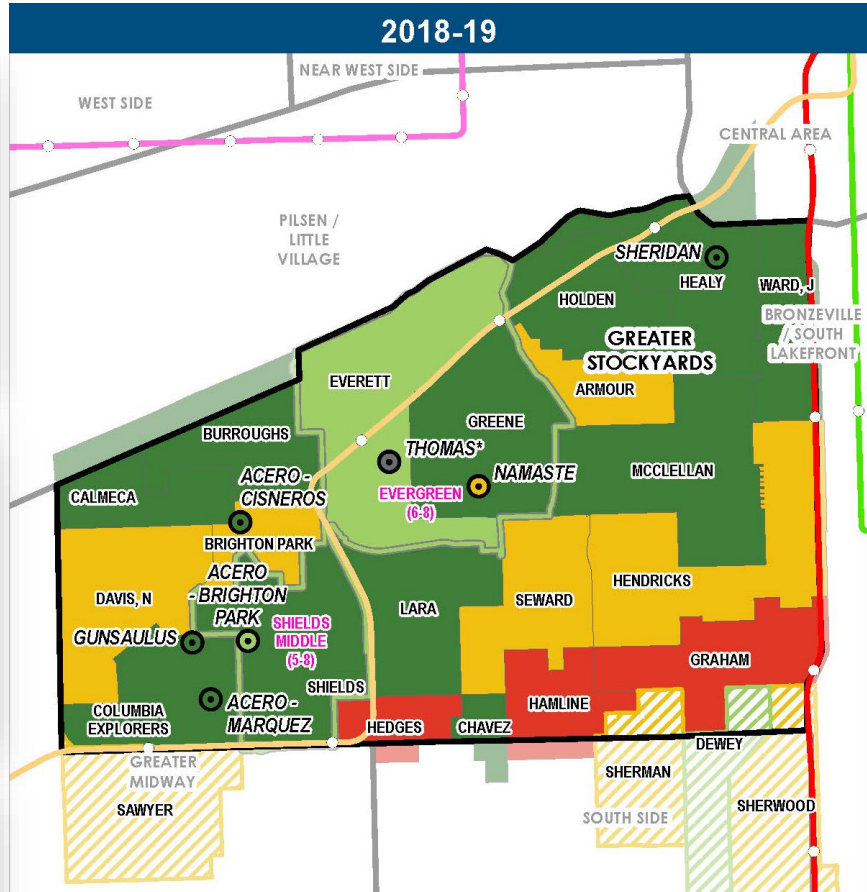 2018-19
NEAR WEST SIDE
WEST SIDE
CENTRAL AREA
PILSEN /
LITTLE
VILLAGE
SHERIDAN
HEALY
WARD, J
HOLDEN
BRONZEVILLE
/ SOUTH
LAKEFRONT
GREATER
STOCKYARDS
EVERETT
ARMOUR
GREENE
BURROUGHS
THOMAS*
MCCLELLAN
ACERO -
CISNEROS
NAMASTE
EVERGREEN
(6-8)
CALMECA
BRIGHTON PARK
HENDRICKS
ACERO
- BRIGHTON
PARK
DAVIS, N
LARA
SEWARD
GUNSAULUS
SHIELDS
MIDDLE
(5-8)
GRAHAM
SHIELDS
ACERO -
MARQUEZ
HAMLINE
COLUMBIA
EXPLORERS
HEDGES
CHAVEZ
DEWEY
GREATER
MIDWAY
SHERMAN
SAWYER
SHERWOOD
SOUTH SIDE